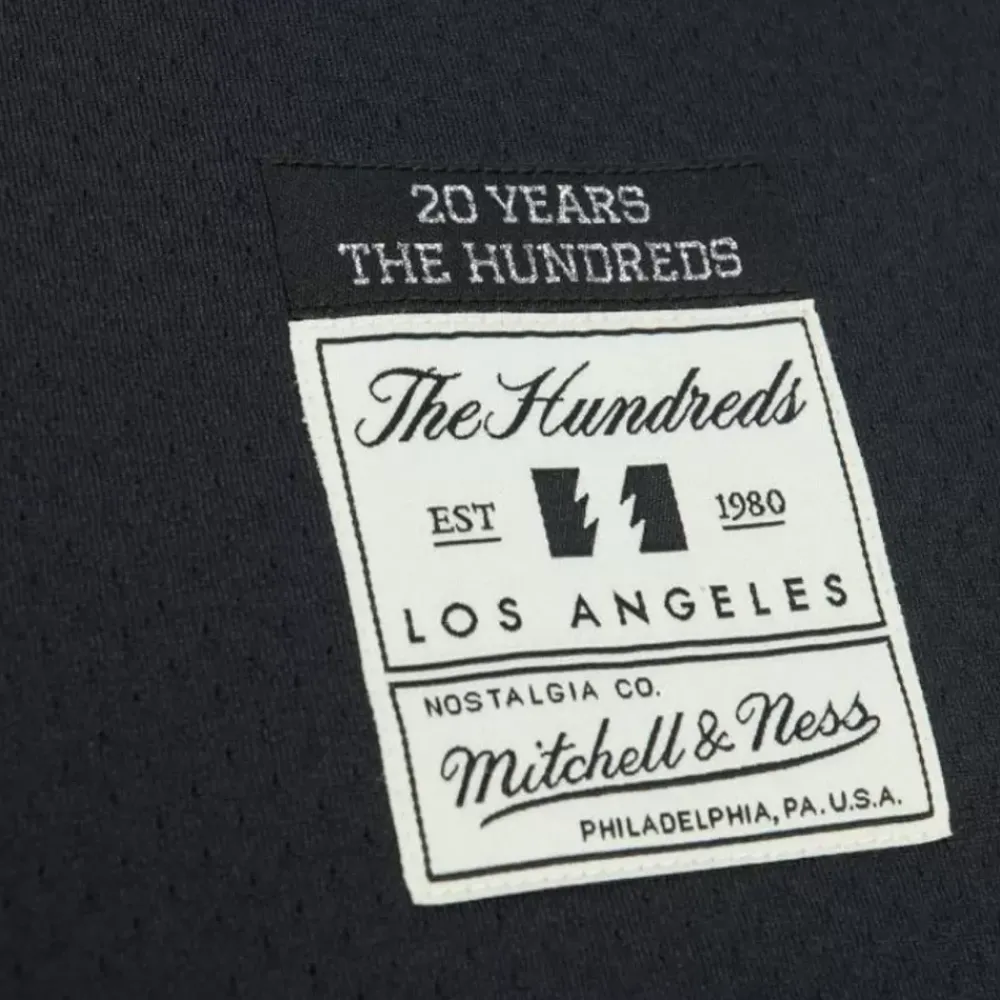 20 YEARS
THE HUNDREDS
The Hundreds
EST 1980
LOS ANGELES
NOSTALGIA CO.
Mitchell & Ness
PHILADELPHIA, PA. U.S.A.